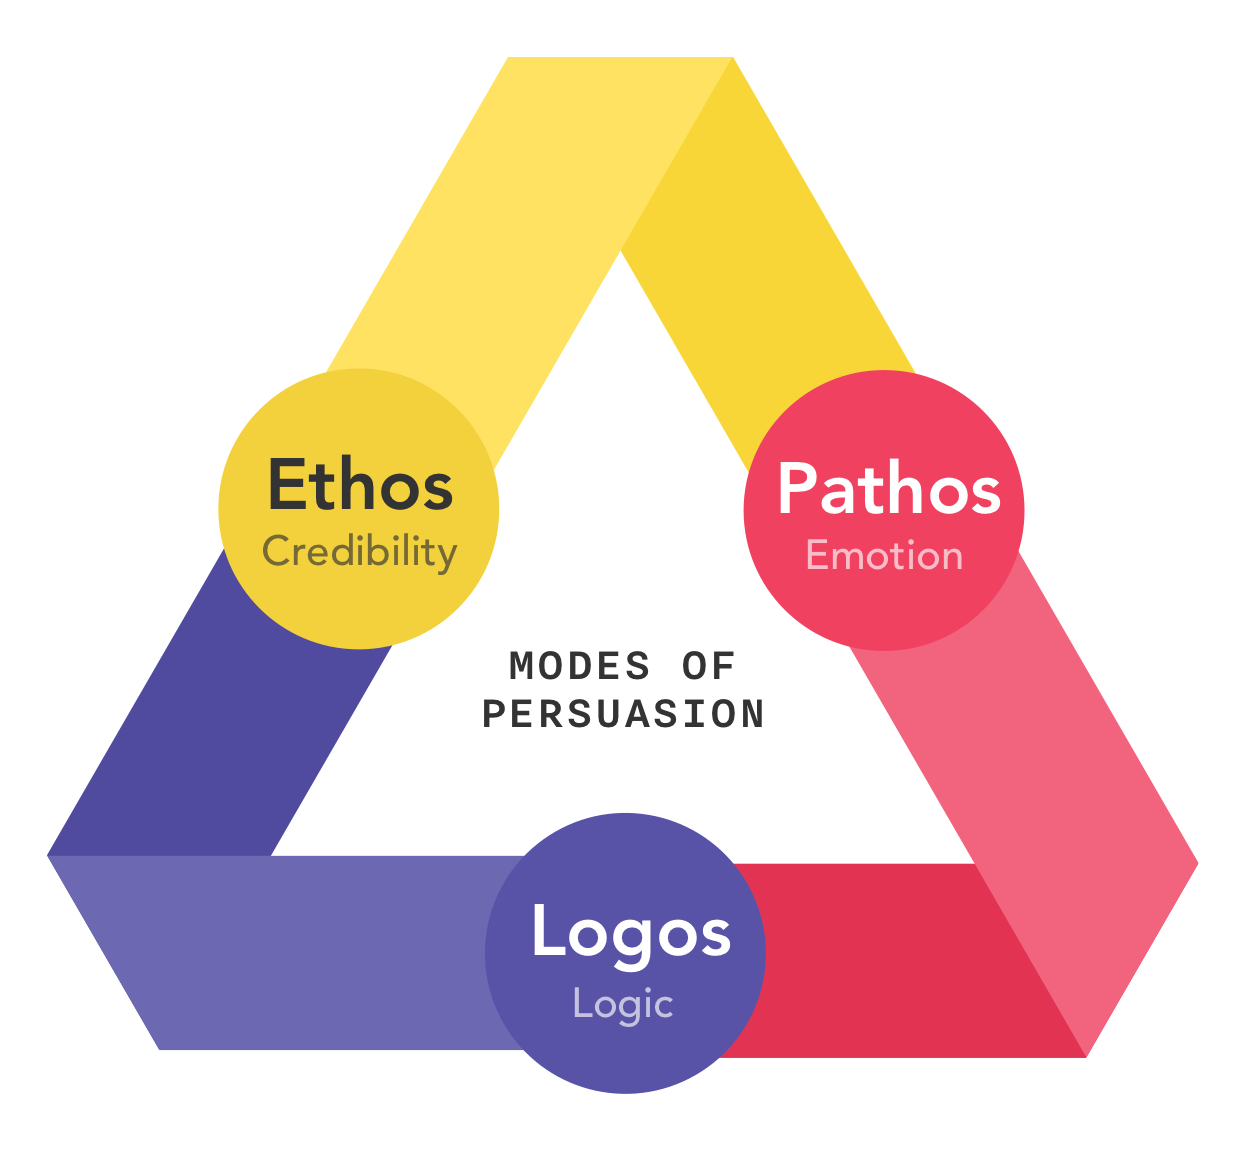 Ethos
Credibility
Pathos
Emotion
MODES OF
PERSUASION
Logos
Logic